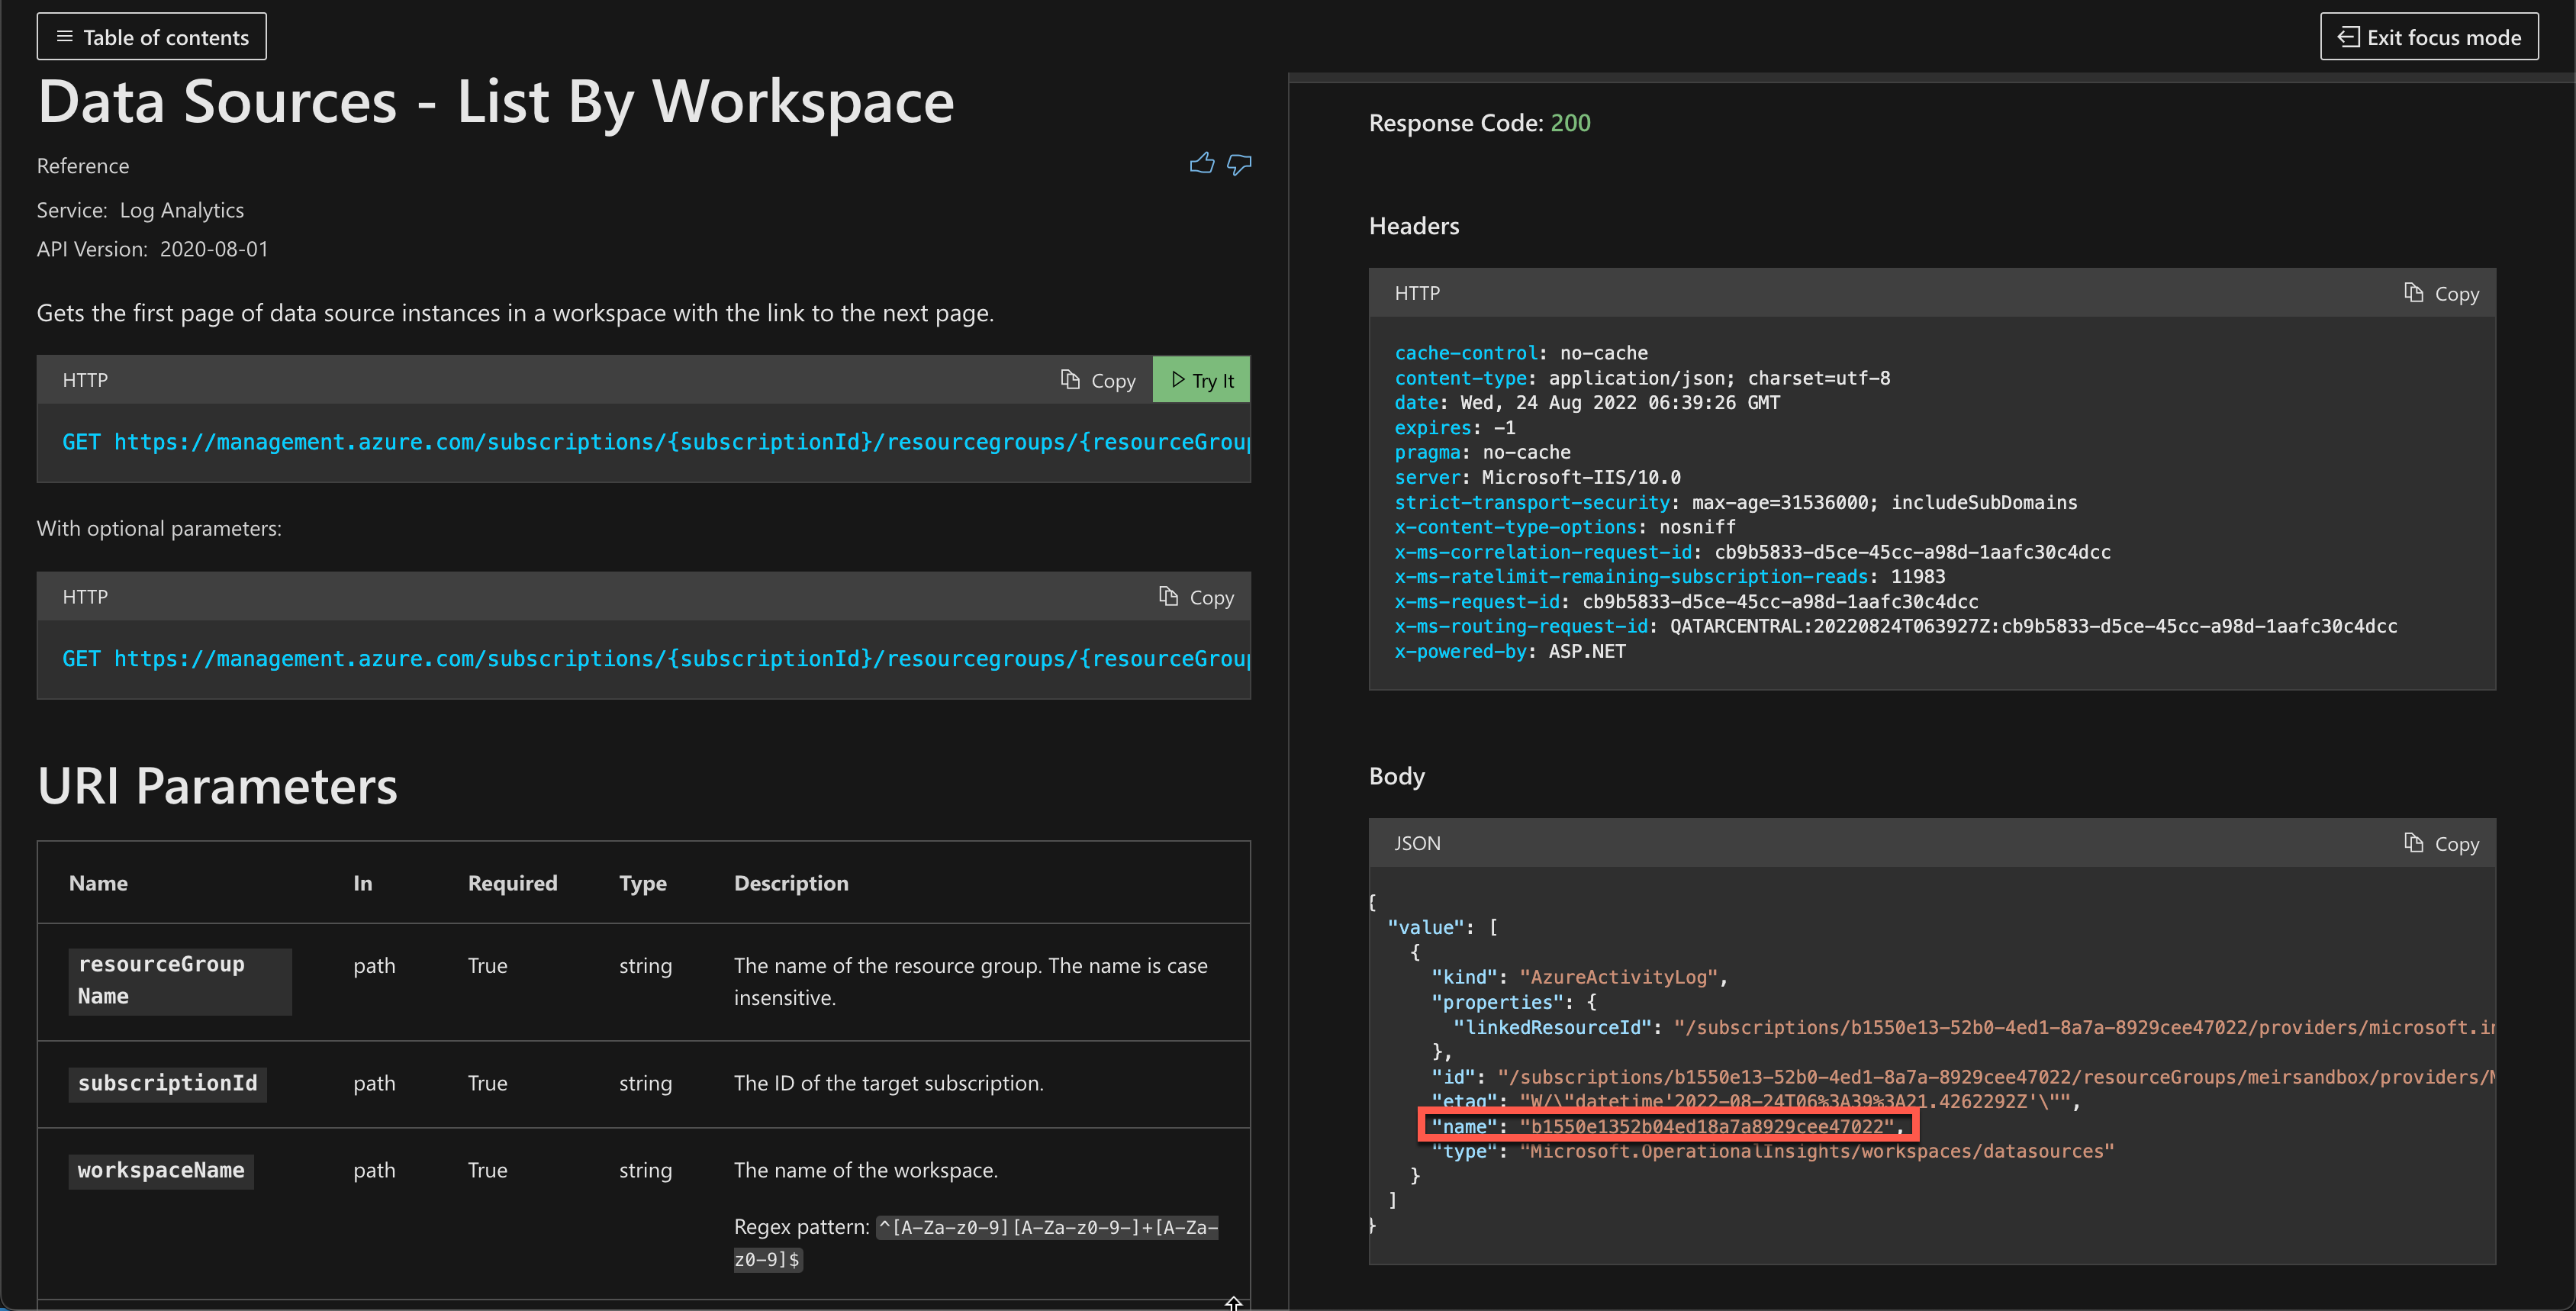 Table of contents
Exit focus mode
Data Sources - List By Workspace
Reference
Service: Log Analytics
API Version: 2020-08-01
Gets the first page of data source instances in a workspace with the link to the next page.
HTTP
Copy
Try It
GET https://management.azure.com/subscriptions/{subscriptionId}/resourcegroups/{resourceGroup
With optional parameters:
HTTP
Copy
GET https://management.azure.com/subscriptions/{subscriptionId}/resourcegroups/{resourceGroup
URI Parameters
Name In Required Type Description
resourceGroup
Name
path True string The name of the resource group. The name is case
insensitive.
subscriptionId path True string The ID of the target subscription.
workspaceName path True string The name of the workspace.
Regex pattern: ^[A-Za-z0-9][A-Za-z0-9-]+[A-Za-
z0-9]$
Response Code: 200
Headers
HTTP
Copy
cache-control: no-cache
content-type: application/json; charset=utf-8
date: Wed, 24 Aug 2022 06:39:26 GMT
expires: -1
pragma: no-cache
server: Microsoft-IIS/10.0
strict-transport-security: max-age=31536000; includeSubDomains
x-content-type-options: nosniff
x-ms-correlation-request-id: cb9b5833-d5ce-45cc-a98d-1aafc30c4dcc
x-ms-ratelimit-remaining-subscription-reads: 11983
x-ms-request-id: cb9b5833-d5ce-45cc-a98d-1aafc30c4dcc
x-ms-routing-request-id: QATARCENTRAL:20220824T063927Z:cb9b5833-d5ce-45cc-a98d-1aafc30c4dcc
x-powered-by: ASP.NET
Body
JSON
Copy
{
"value": [
{
"kind": "AzureActivityLog",
"properties": {
"linkedResourceId": "/subscriptions/b1550e13-52b0-4ed1-8a7a-8929cee47022/providers/microsoft.in
},
"id": "/subscriptions/b1550e13-52b0-4ed1-8a7a-8929cee47022/resourceGroups/meirsandbox/providers/M
"etag": "W/\"datetime'2022-08-24T06%3A39%3A21.4262292Z'\"",
"name": "b1550e1352b04ed18a7a8929cee47022",
"type": "Microsoft.OperationalInsights/workspaces/datasources"
}
]
}